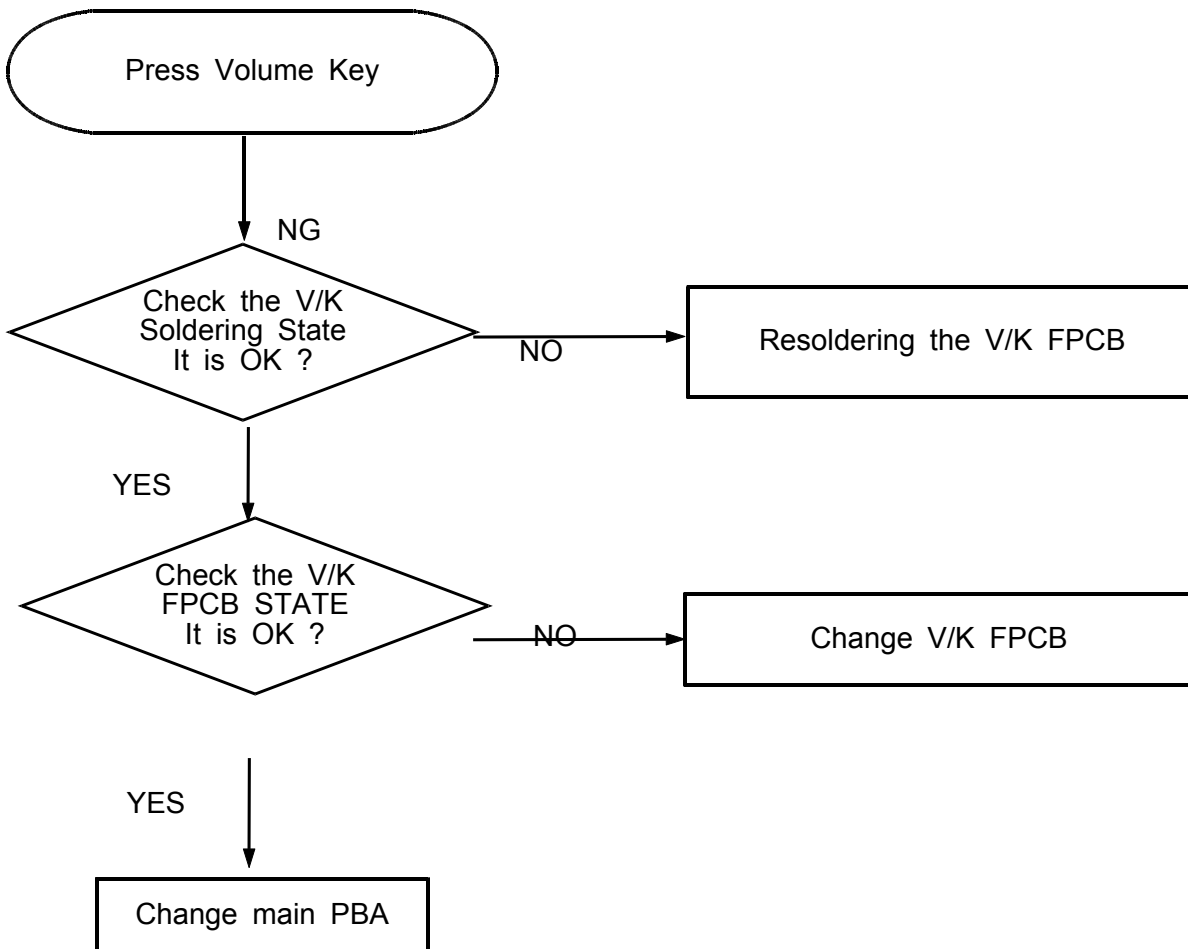 Press Volume Key
NG
Check the V/K
Soldering State
It is OK ?
NO
Resoldering the V/K FPCB
YES
Check the V/K
FPCB STATE
It is OK ?
NO
Change V/K FPCB
YES
Change main PBA